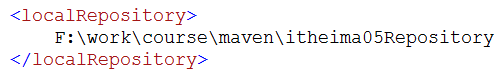 <localRepository>
    F:\work\course\maven\itheima05Repository
</localRepository>